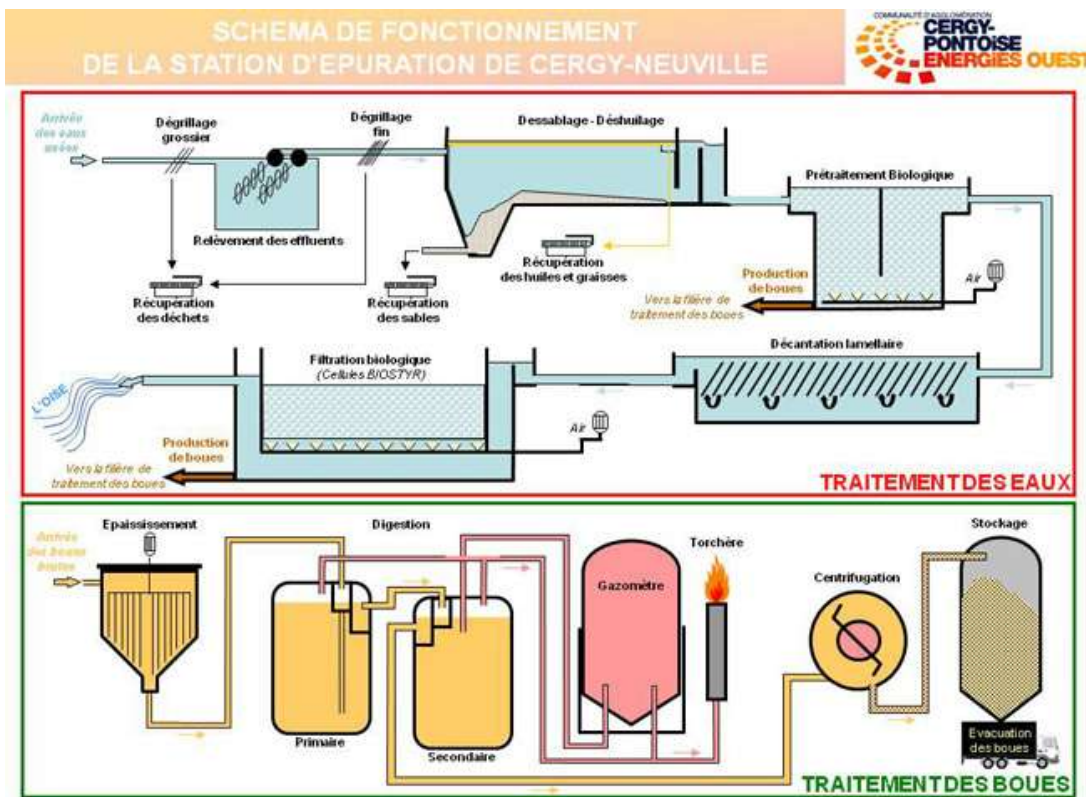 SCHEMA DE FONCTIONNEMENT
DE LA STATION D'EPURATION DE CERGY-NEUVILLE
COMMUNAUTÉ D'AGGLOMÉRATION
CERGY-
PONTOISE
ENERGIES OUEST
Arrivée
des eaux
usées
Dégrillage
grossier
Dégrillage
fin
Dessablage - Déshuilage
Prétraitement Biologique
Relèvement des effluents
Récupération
des déchets
Récupération
des sables
Récupération
des huiles et graisses
Production
de boues
Vers la filière de
traitement des boues
Air
Décantation lamellaire
Filtration biologique
(Cellules BIOSTYR)
L'OISE
Air
Production
de boues
Vers la filière de
traitement des boues
TRAITEMENT DES EAUX
Arrivée
des boues
brutes
Epaississement
Digestion
Primaire
Secondaire
Gazomètre
Torchère
Centrifugation
Stockage
Evacuation
des boues
TRAITEMENT DES BOUES